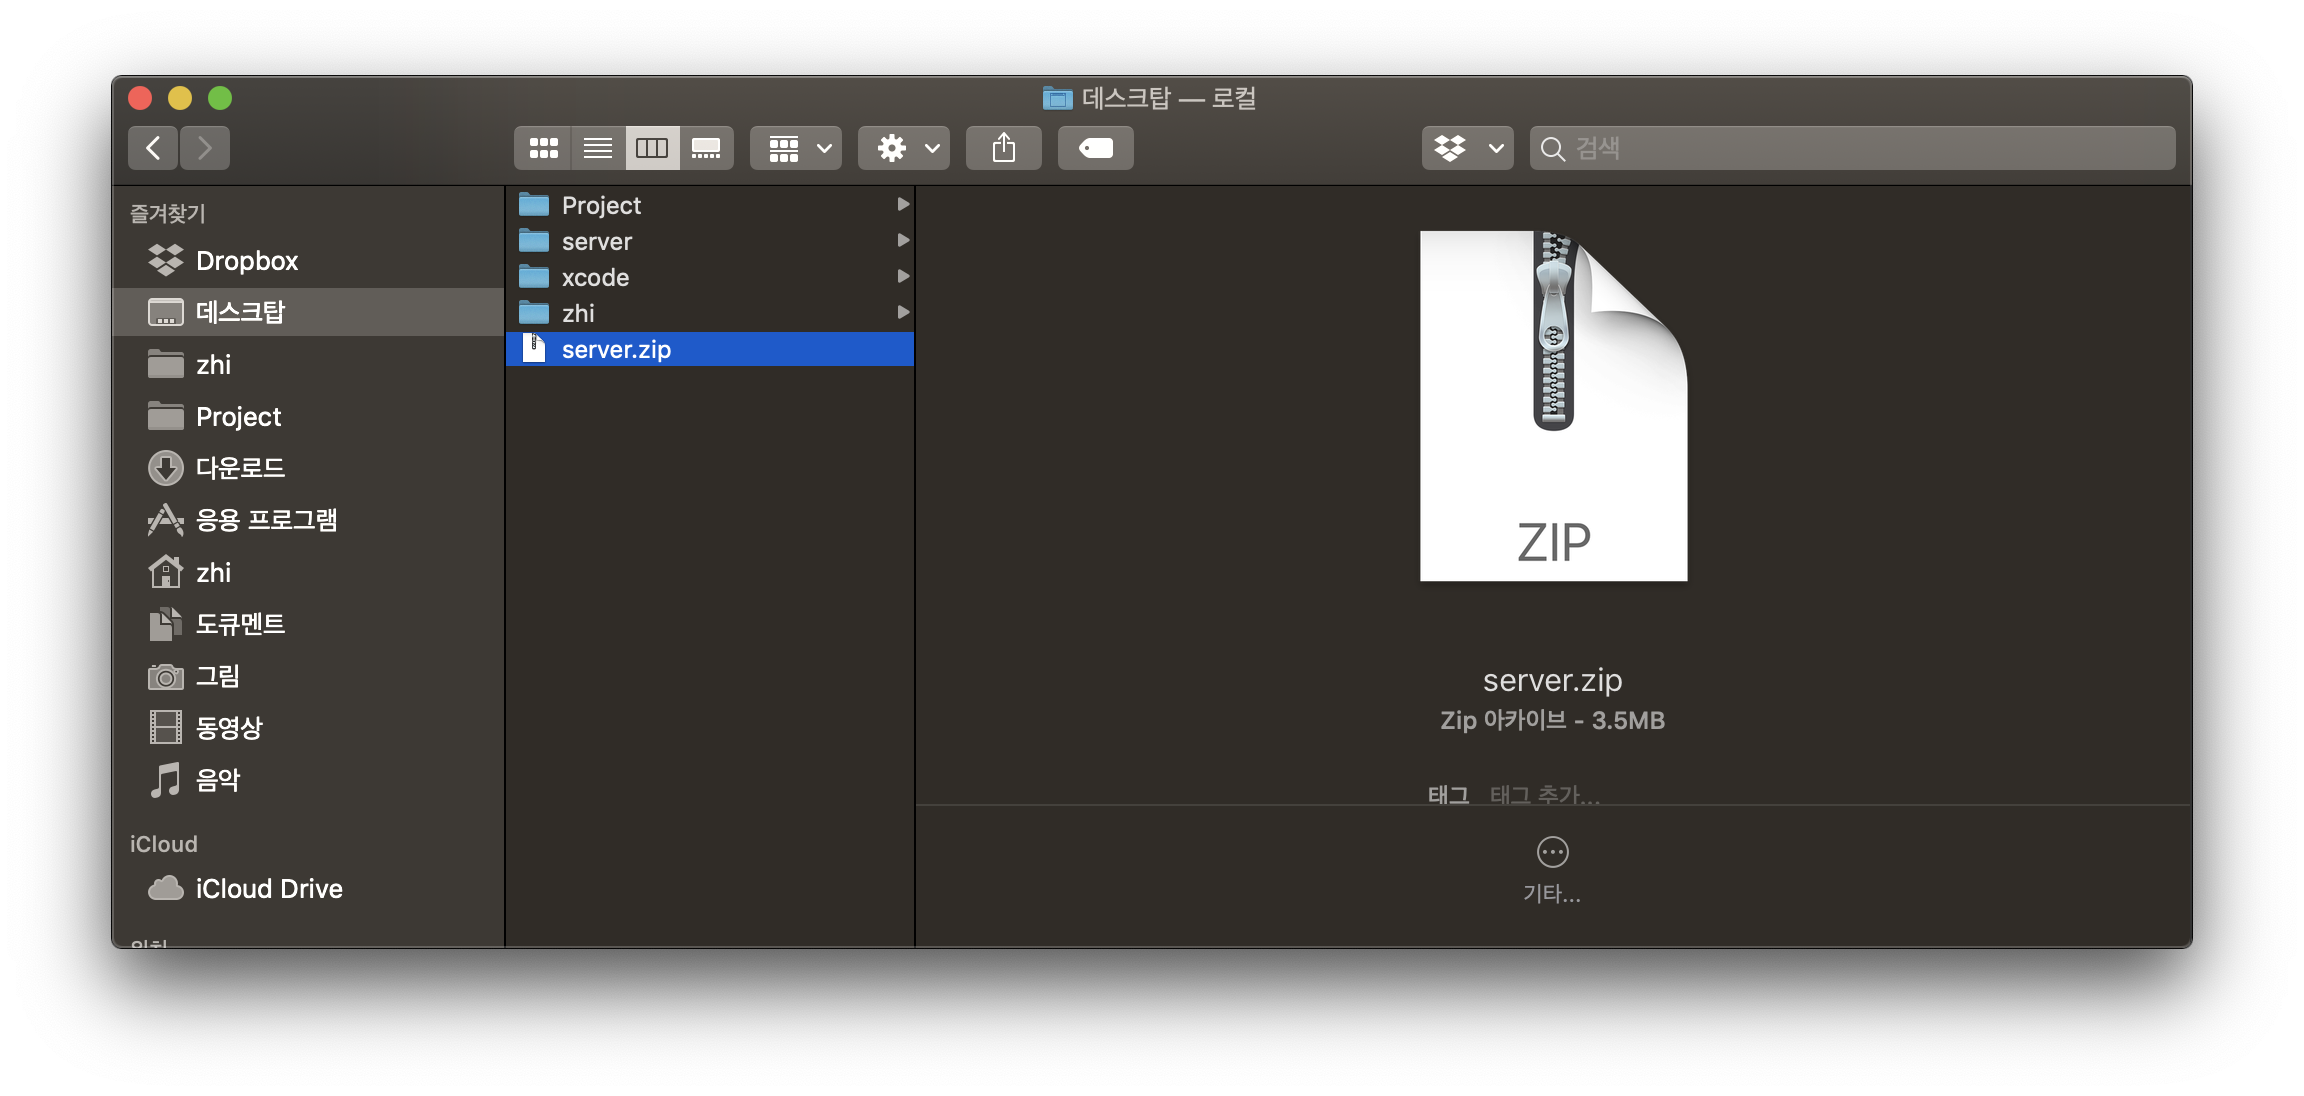 데스크탑 — 로컬
검색
즐겨찾기
Dropbox
데스크탑
zhi
Project
다운로드
응용 프로그램
zhi
도큐멘트
그림
동영상
음악
iCloud
iCloud Drive
위치
Project
server
xcode
zhi
server.zip
ZIP
server.zip
Zip 아카이브 - 3.5MB
태그 태그 추가...
기타...